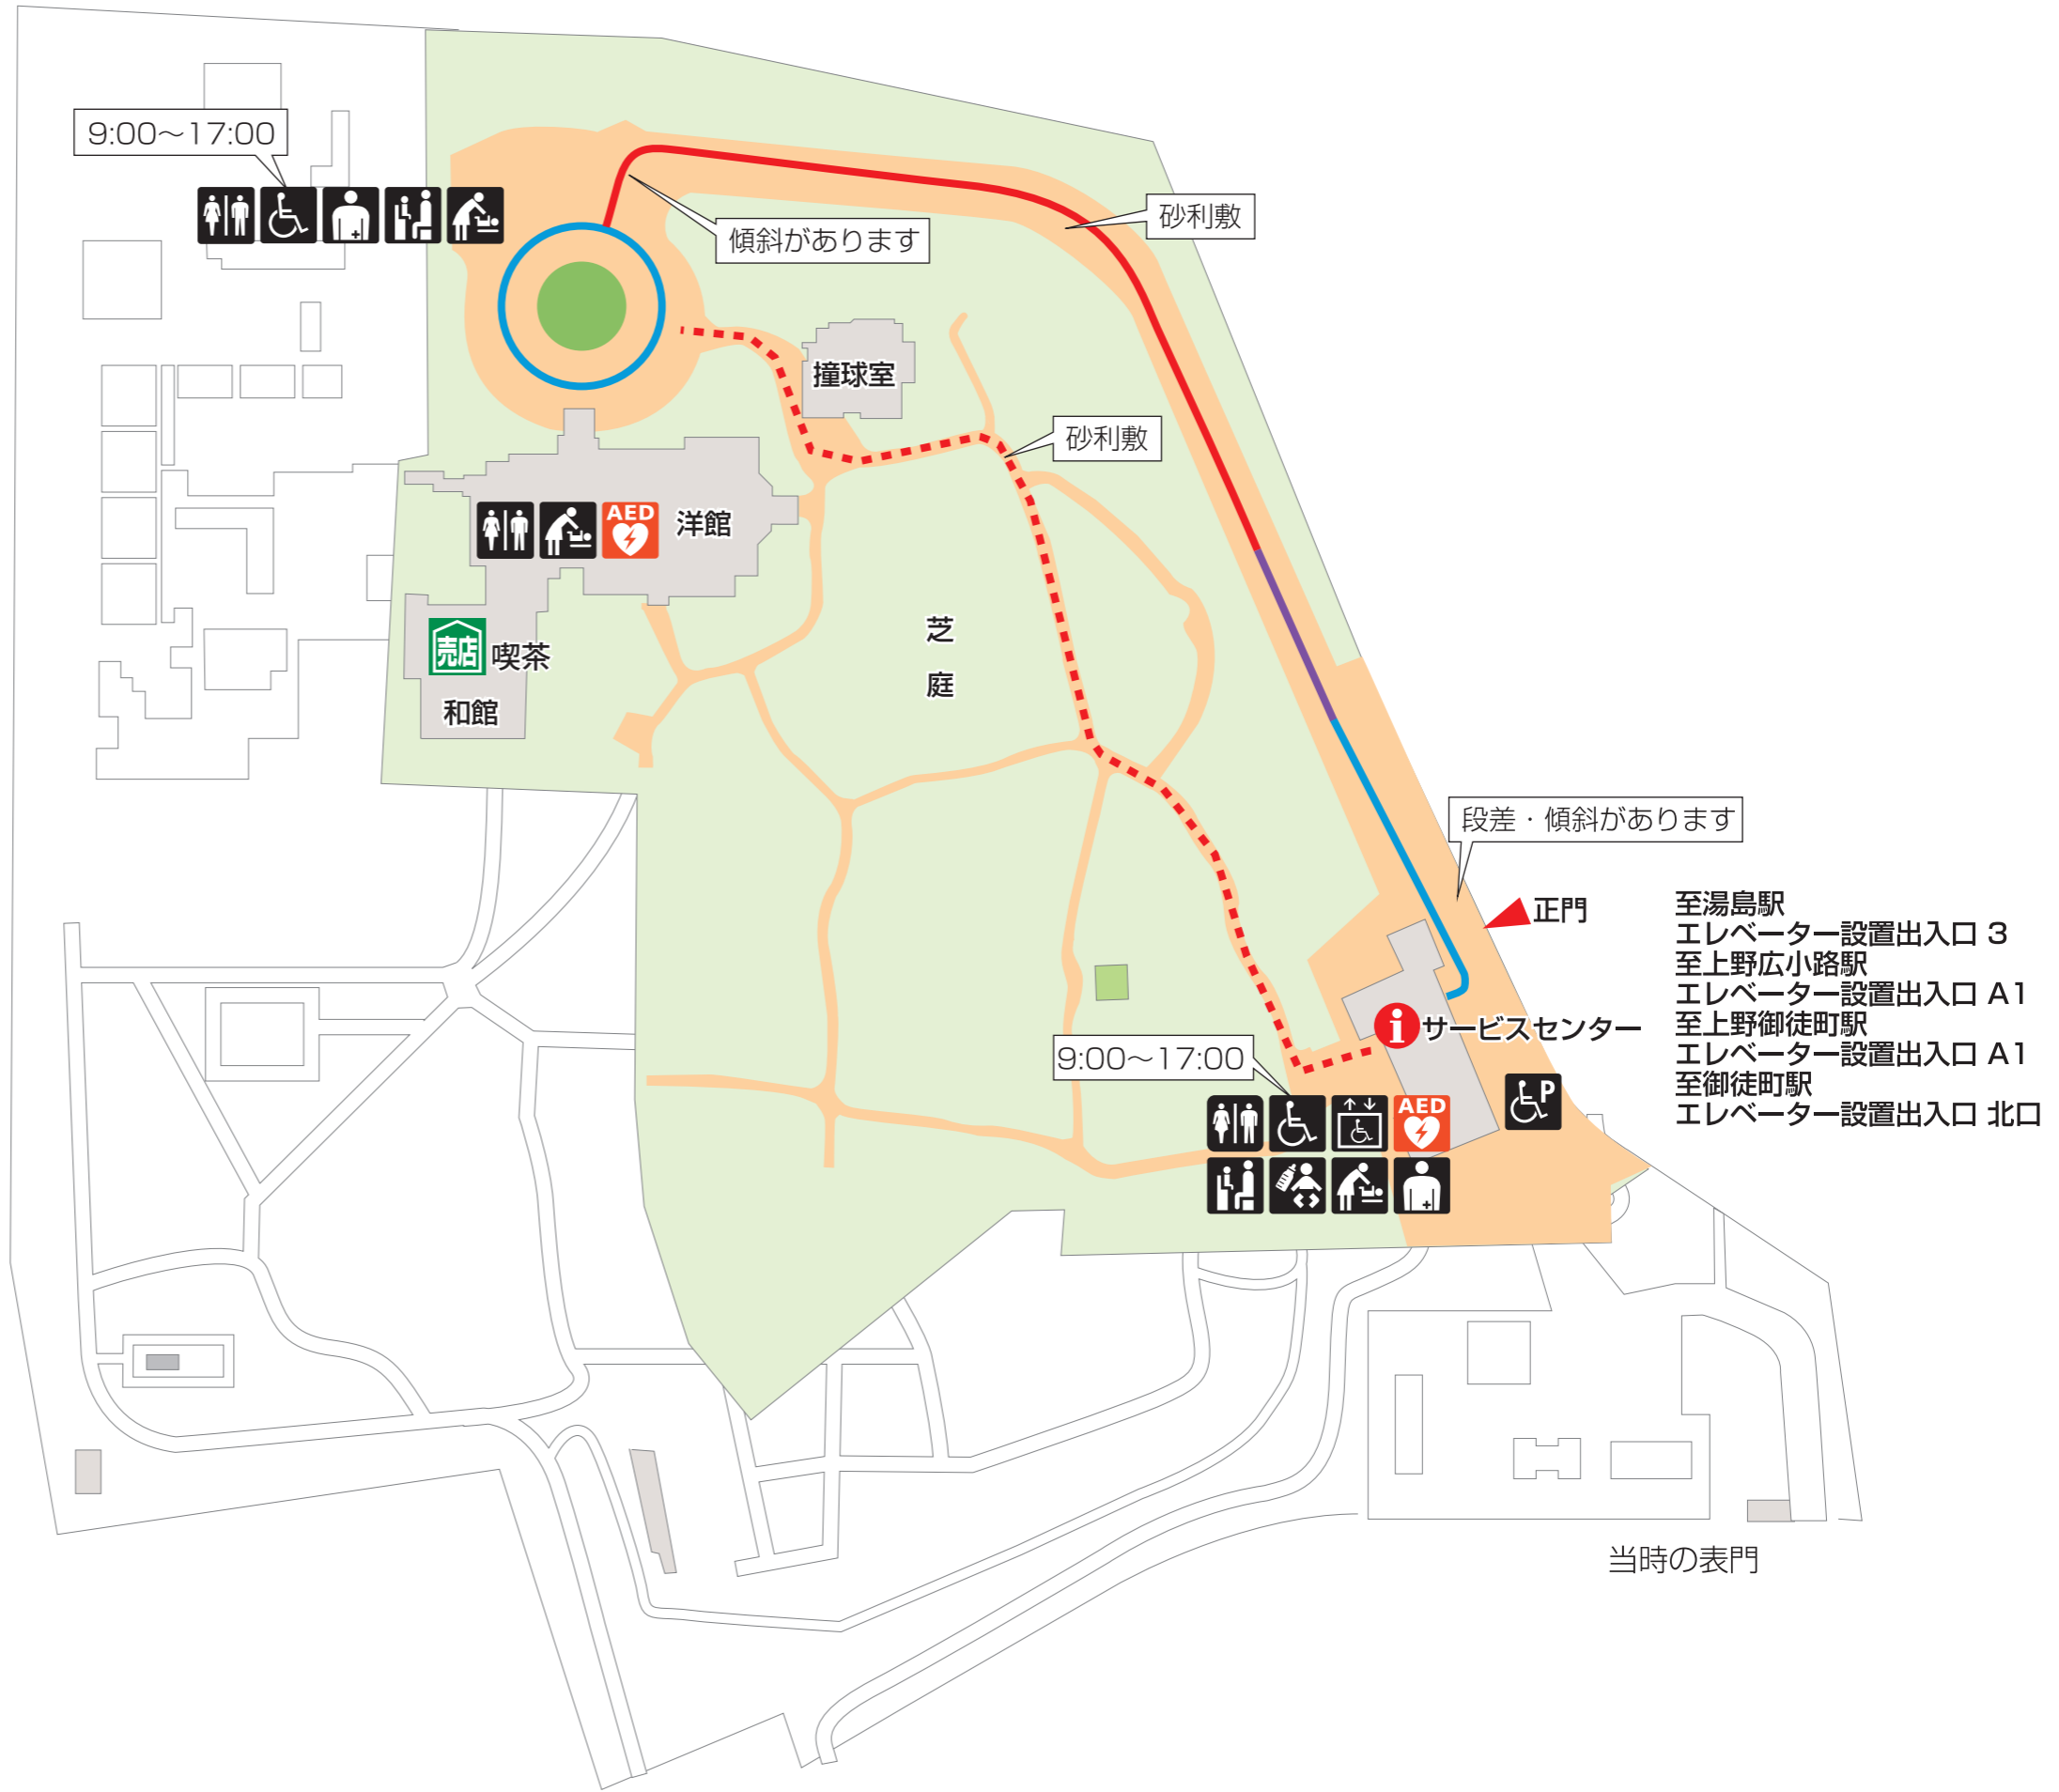 9:00～17:00
砂利敷
傾斜があります
撞球室
砂利敷
AED
洋館
芝
庭
売店
喫茶
和館
段差・傾斜があります
正門
至湯島駅
エレベーター設置出入口 3
至上野広小路駅
エレベーター設置出入口 A1
至上野御徒町駅
エレベーター設置出入口 A1
至御徒町駅
エレベーター設置出入口 北口
i サービスセンター
9:00～17:00
P
AED
当時の表門